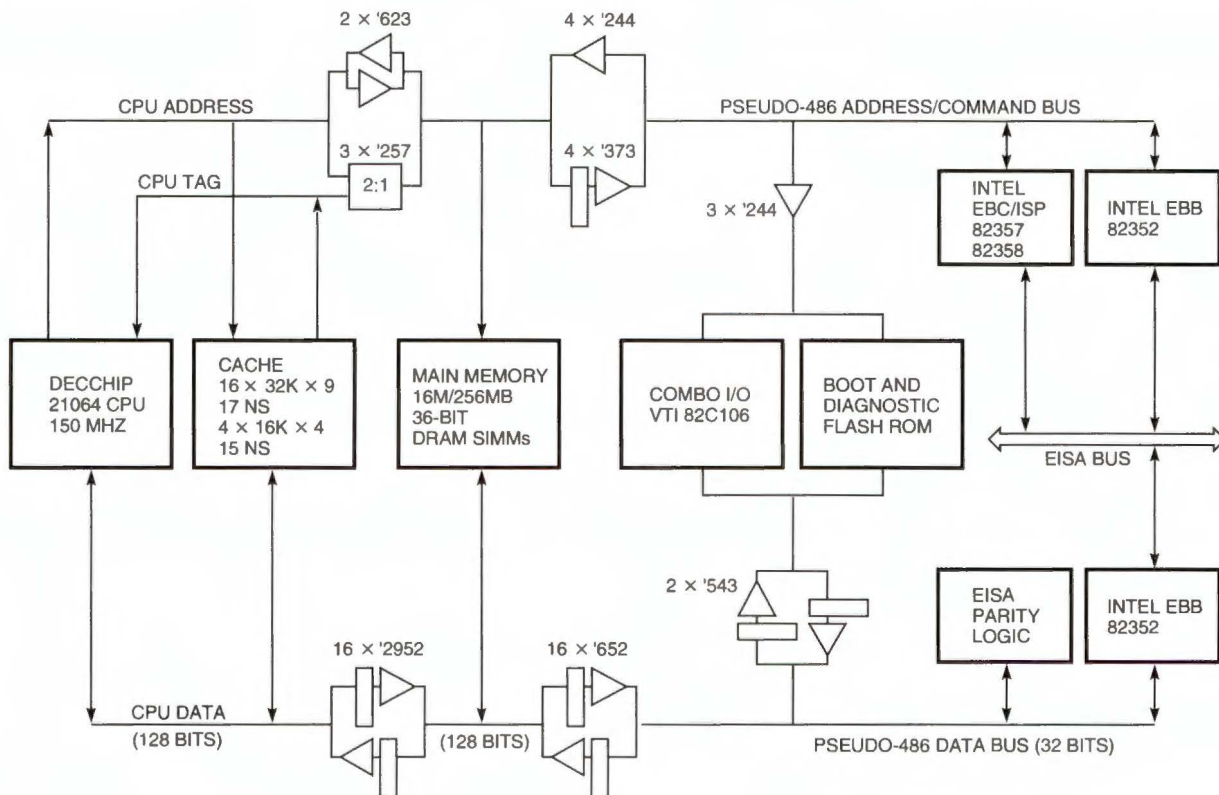 2 × '623
4 × '244
CPU ADDRESS
PSEUDO-486 ADDRESS/COMMAND BUS
3 × '257
4 × '373
CPU TAG
2:1
3 × '244
INTEL
EBC/ISP
82357
82358
INTEL EBB
82352
DECCHIP
21064 CPU
150 MHZ
CACHE
16 × 32K × 9
17 NS
4 × 16K × 4
15 NS
MAIN MEMORY
16M/256MB
36-BIT
DRAM SIMMs
COMBO I/O
VTI 82C106
BOOT AND
DIAGNOSTIC
FLASH ROM
EISA BUS
2 × '543
EISA
PARITY
LOGIC
INTEL EBB
82352
16 × '2952
16 × '652
CPU DATA
(128 BITS)
(128 BITS)
PSEUDO-486 DATA BUS (32 BITS)